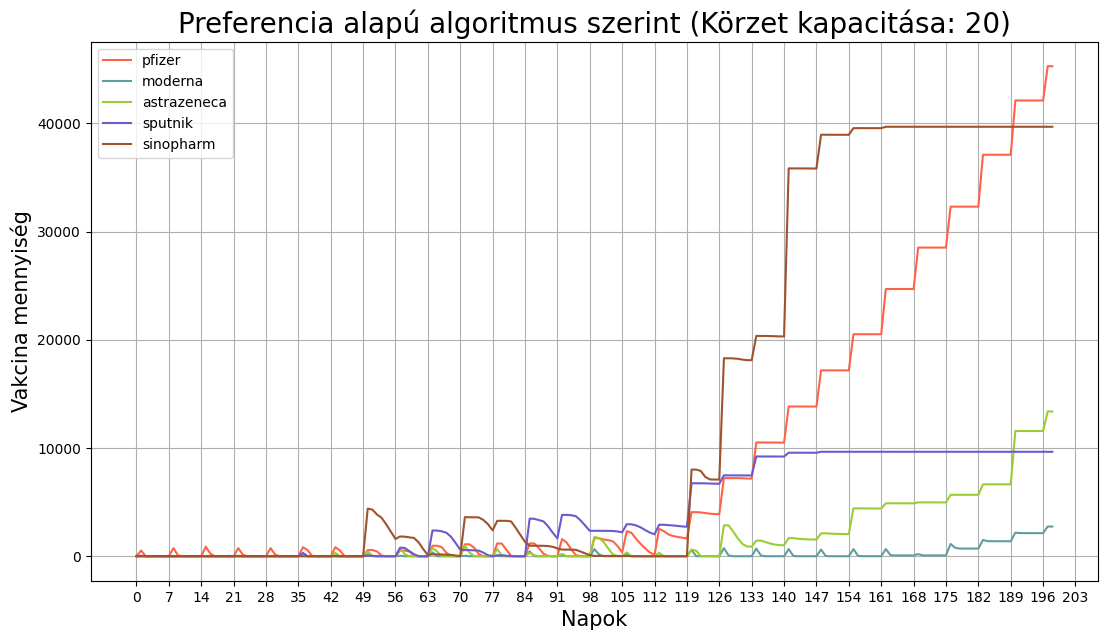 Preferencia alapú algoritmus szerint (Körzet kapacitása: 20)
pfizer
moderna
astrazeneca
sputnik
sinopharm
Vakcina mennyiség
40000
30000
20000
10000
0
0 7 14 21 28 35 42 49 56 63 70 77 84 91 98 105 112 119 126 133 140 147 154 161 168 175 182 189 196 203
Napok